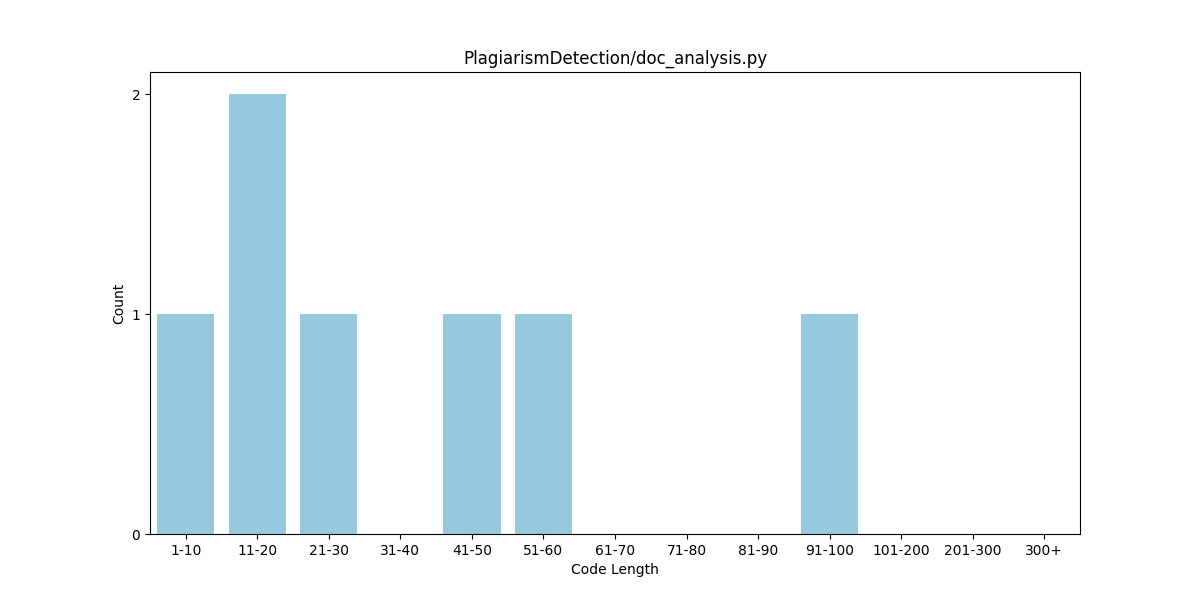 PlagiarismDetection/doc_analysis.py
2
1
0
Count
1-10 11-20 21-30 31-40 41-50 51-60 61-70 71-80 81-90 91-100 101-200 201-300 300+
Code Length